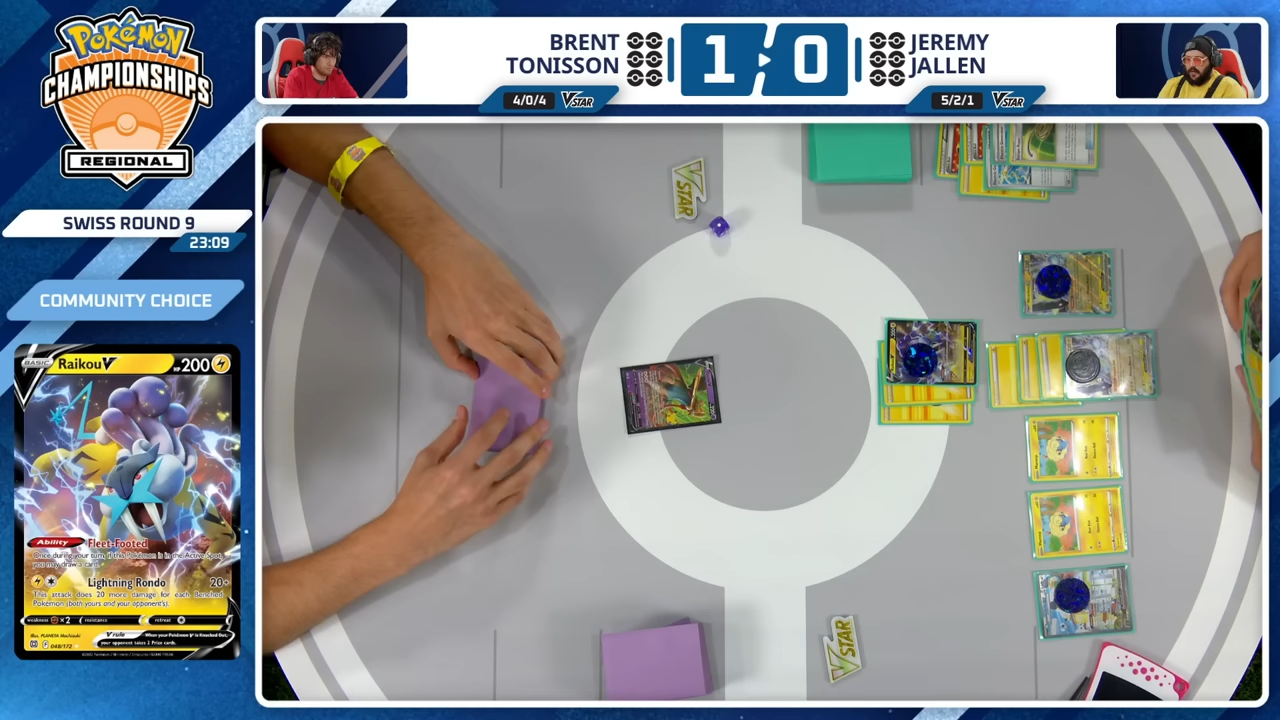 Pokémon
CHAMPIONSHIPS
REGIONAL
SWISS ROUND 9
23:09
COMMUNITY CHOICE
BASIC
Raikou V
HP 200
Ability
Fleet-Footed
Once during your turn, if this Pokémon is in the Active Spot,
you may draw a card.
Lightning Rondo
20+
This attack does 20 more damage for each Benched
Pokémon (both yours and your opponent's).
weakness
×2
resistance
retreat
V rule
When your Pokémon V is Knocked Out,
your opponent takes 2 Prize cards.
048/172
BRENT
TONISSON
4/0/4
VSTAR
1
0
JEREMY
JALLEN
5/2/1
VSTAR
VSTAR
VSTAR